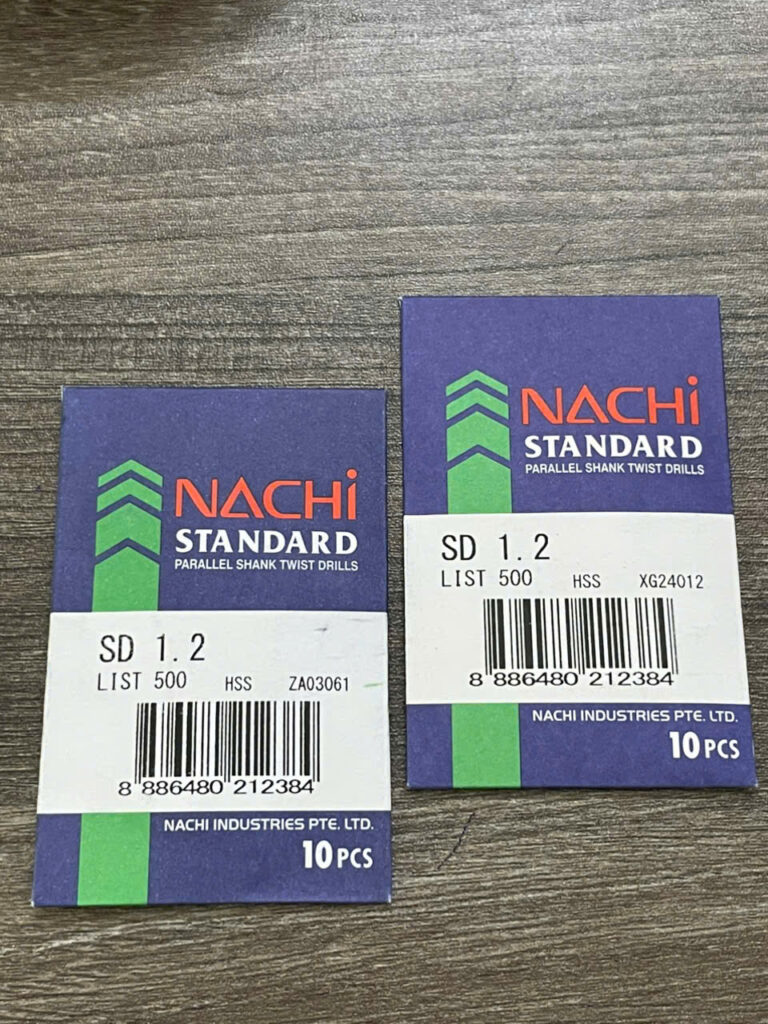 NACHi
STANDARD
PARALLEL SHANK TWIST DRILLS
SD 1.2
LIST 500 HSS ZA03061
8 886480 212384
NACHI INDUSTRIES PTE. LTD.
10 PCS
NACHi
STANDARD
PARALLEL SHANK TWIST DRILLS
SD 1.2
LIST 500 HSS XG24012
8 886480 212384
NACHI INDUSTRIES PTE. LTD.
10 PCS